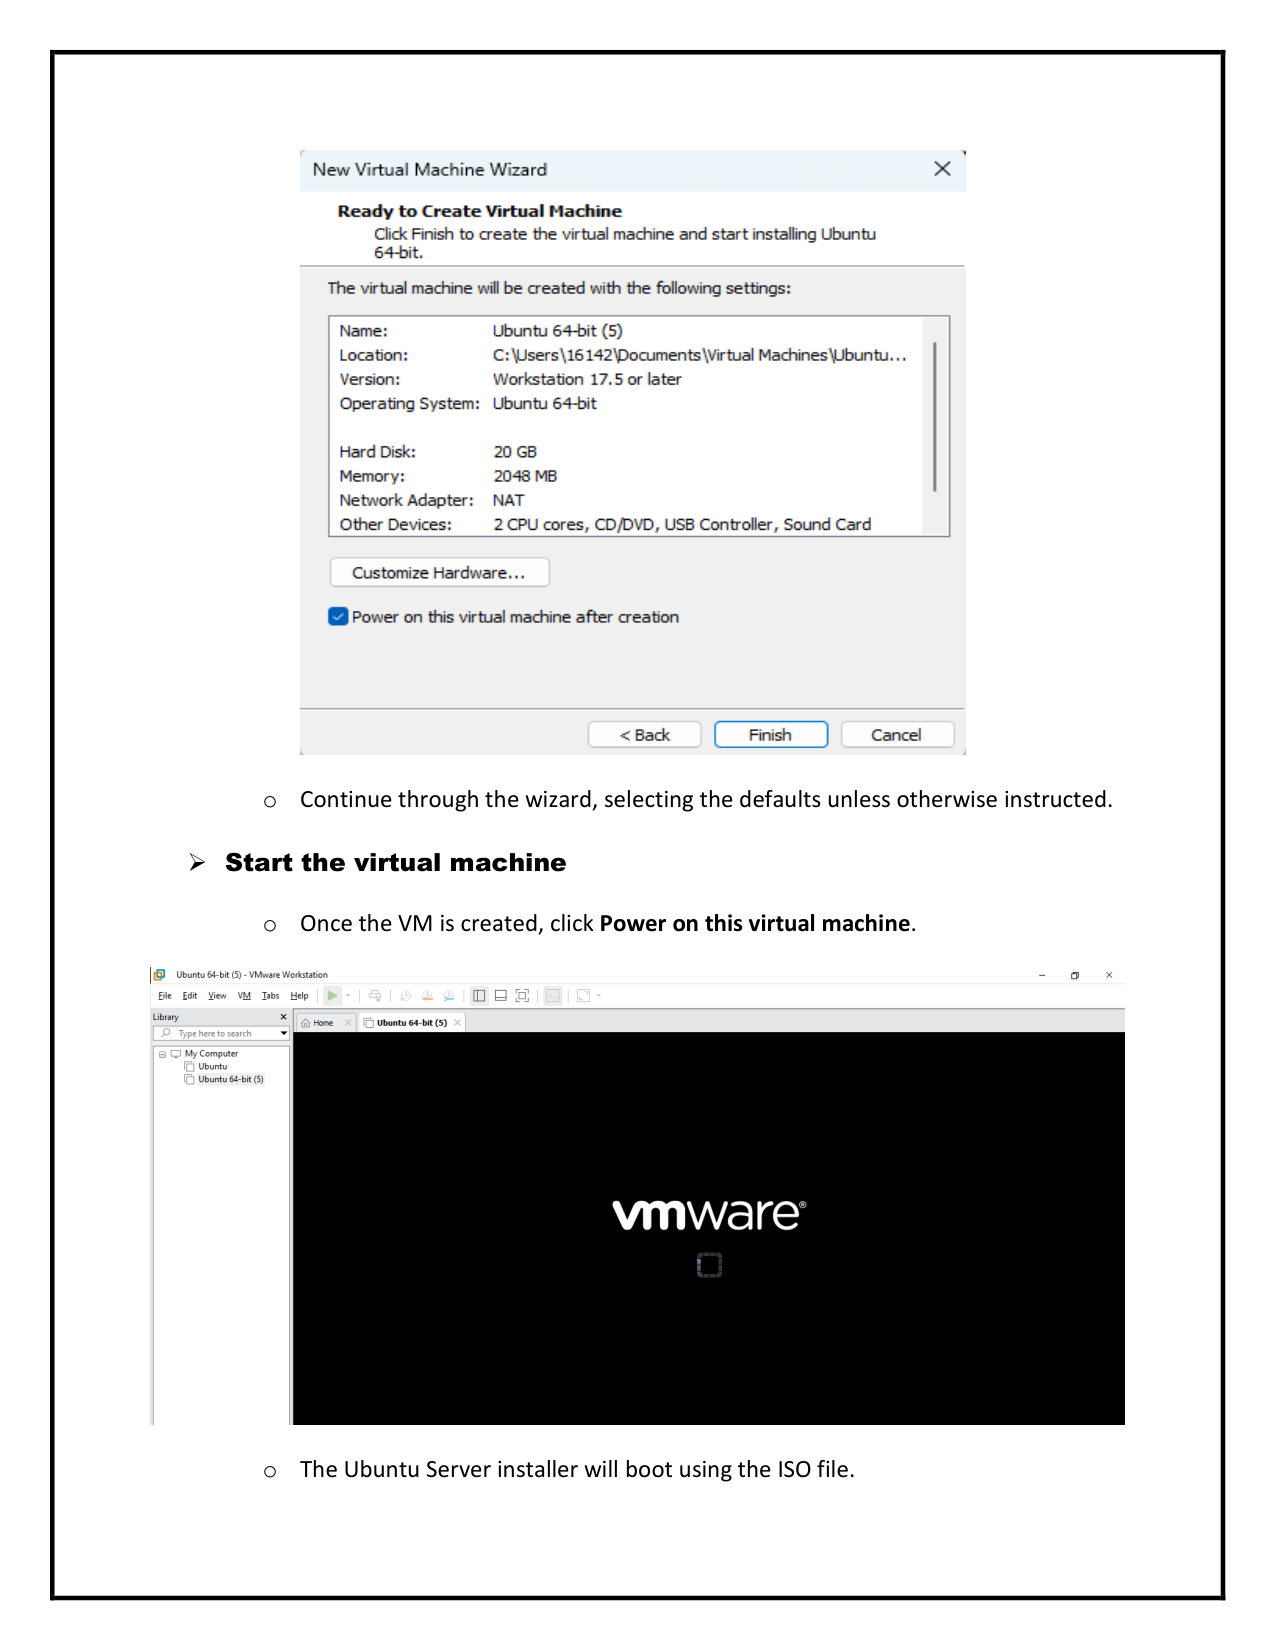 New Virtual Machine Wizard
Ready to Create Virtual Machine
Click Finish to create the virtual machine and start installing Ubuntu
64-bit.
The virtual machine will be created with the following settings:
Name: Ubuntu 64-bit (5)
Location: C:\Users\16142\Documents\Virtual Machines\Ubuntu...
Version: Workstation 17.5 or later
Operating System: Ubuntu 64-bit
Hard Disk: 20 GB
Memory: 2048 MB
Network Adapter: NAT
Other Devices: 2 CPU cores, CD/DVD, USB Controller, Sound Card
Customize Hardware...
Power on this virtual machine after creation
< Back Finish Cancel
o Continue through the wizard, selecting the defaults unless otherwise instructed.
➢ Start the virtual machine
o Once the VM is created, click Power on this virtual machine.
Ubuntu 64-bit (5) - VMware Workstation
File Edit View VM Tabs Help
Library
Home Ubuntu 64-bit (5)
Type here to search
My Computer
Ubuntu
Ubuntu 64-bit (5)
vmware®
o The Ubuntu Server installer will boot using the ISO file.